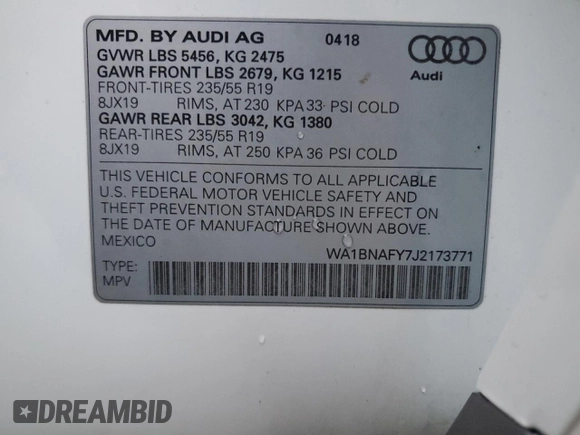 MFD. BY AUDI AG 0418
GVWR LBS 5456, KG 2475
GAWR FRONT LBS 2679, KG 1215
FRONT-TIRES 235/55 R19
8JX19 RIMS, AT 230 KPA 33 PSI COLD
GAWR REAR LBS 3042, KG 1380
REAR-TIRES 235/55 R19
8JX19 RIMS, AT 250 KPA 36 PSI COLD
Audi
THIS VEHICLE CONFORMS TO ALL APPLICABLE
U.S. FEDERAL MOTOR VEHICLE SAFETY AND
THEFT PREVENTION STANDARDS IN EFFECT ON
THE DATE OF MANUFACTURE SHOWN ABOVE.
MEXICO
WA1BNAFY7J2173771
TYPE:
MPV
DREAMBID